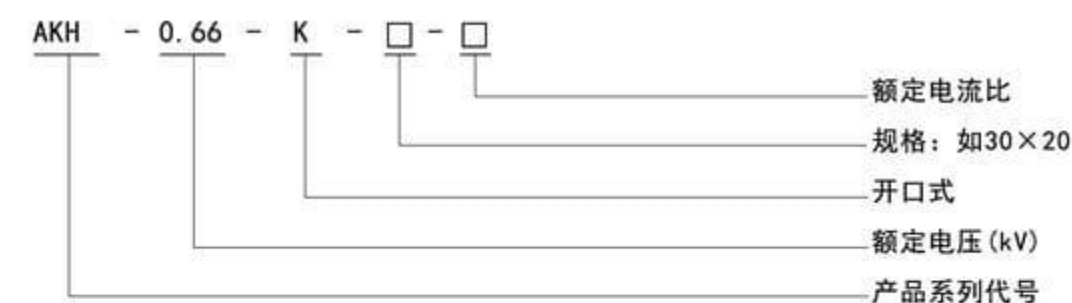 AKH - 0.66 - K - □ - □
额定电流比
规格：如30×20
开口式
额定电压(kV)
产品系列代号